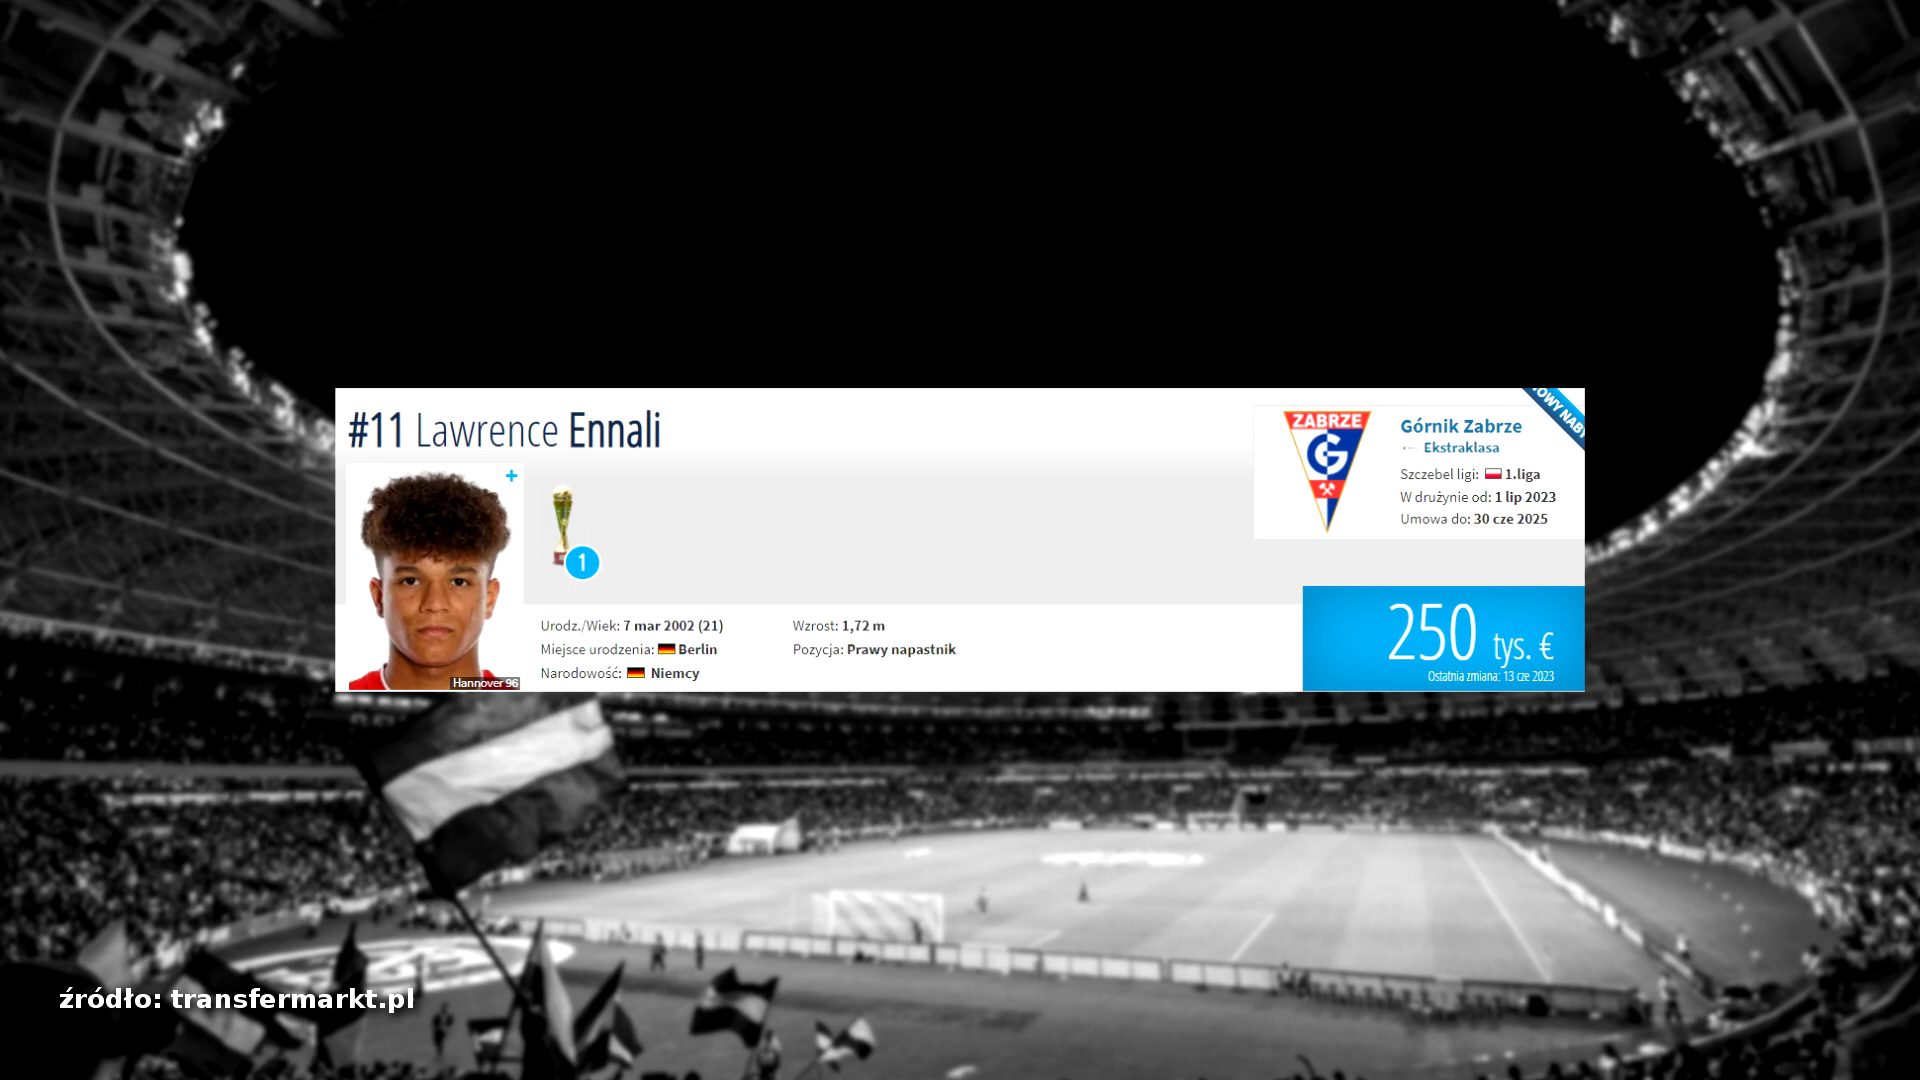 #11 Lawrence Ennali
Hannover 96
1
Urodz./Wiek: 7 mar 2002 (21)
Miejsce urodzenia: Berlin
Narodowość: Niemcy
Wzrost: 1,72 m
Pozycja: Prawy napastnik
ZABRZE
G
Górnik Zabrze
Ekstraklasa
Szczebel ligi: 1.liga
W drużynie od: 1 lip 2023
Umowa do: 30 cze 2025
250 tys. €
Ostatnia zmiana: 13 cze 2023
źródło: transfermarkt.pl